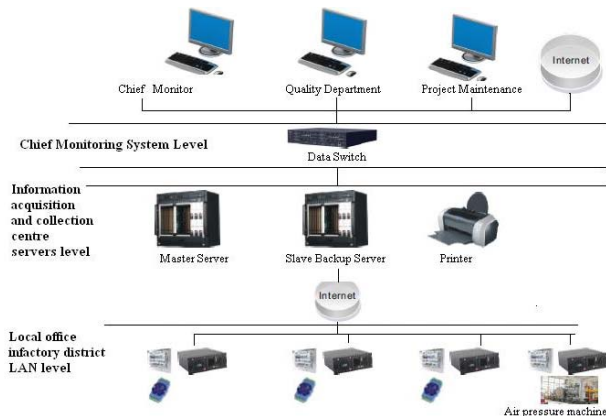 Internet
Chief Monitor
Quality Department
Project Maintenance
Chief Monitoring System Level
Data Switch
Information
acquisition
and collection
centre
servers level
Master Server
Slave Backup Server
Printer
Internet
Local office
infactory district
LAN level
Air pressure machine